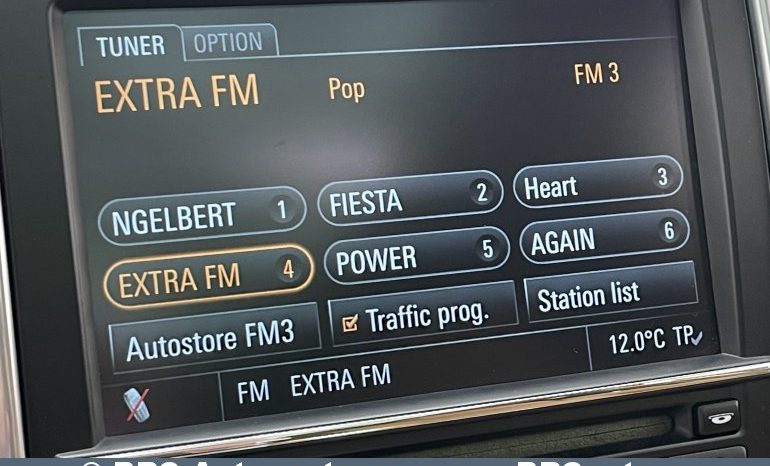 TUNER OPTION
EXTRA FM Pop FM 3
NGELBERT 1 FIESTA 2 Heart 3
EXTRA FM 4 POWER 5 AGAIN 6
Autostore FM3 Traffic prog. Station list
FM EXTRA FM 12.0°C TP